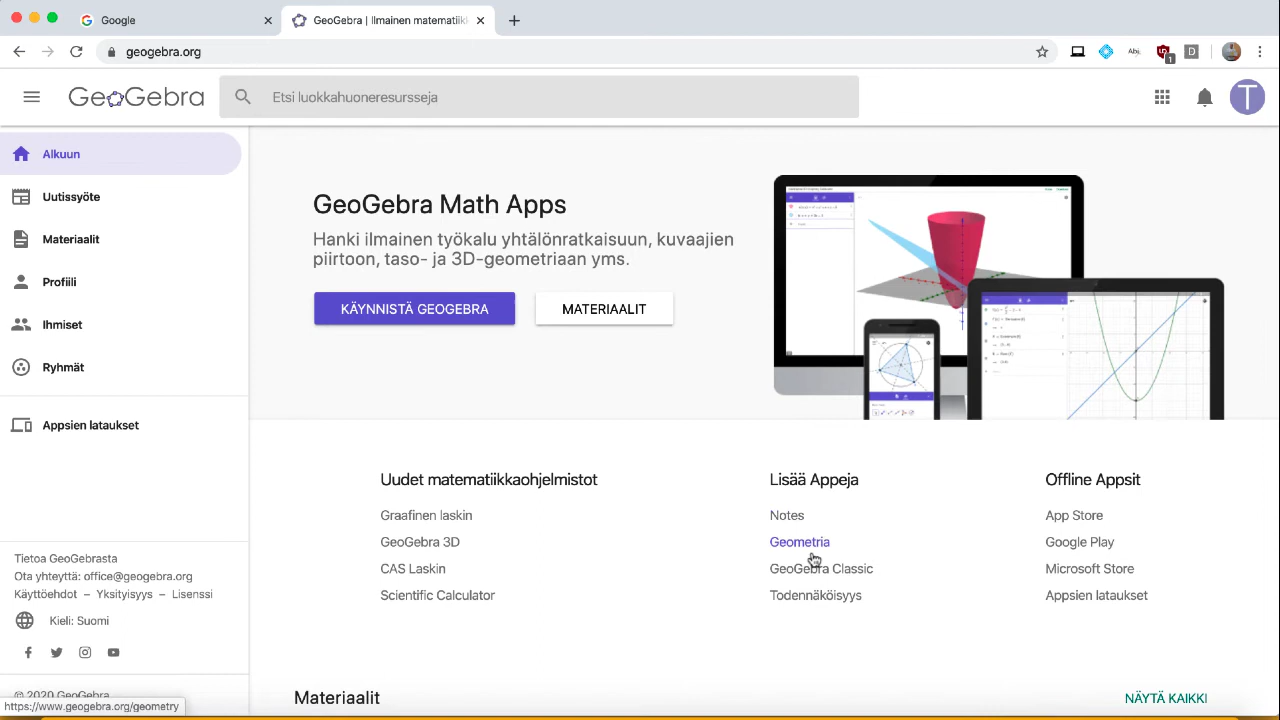 Google
GeoGebra | Ilmainen matematiikk
geogebra.org
GeoGebra
Etsi luokkahuoneresursseja
T
Alkuun
Uutissyöte
Materiaalit
Profiili
Ihmiset
Ryhmät
Appsien lataukset
Tietoa GeoGebrasta
Ota yhteyttä: office@geogebra.org
Käyttöehdot – Yksityisyys – Lisenssi
Kieli: Suomi
© 2020 GeoGebra
https://www.geogebra.org/geometry
GeoGebra Math Apps
Hanki ilmainen työkalu yhtälönratkaisuun, kuvaajien
piirtoon, taso- ja 3D-geometriaan yms.
KÄYNNISTÄ GEOGEBRA
MATERIAALIT
Uudet matematiikkaohjelmistot
Graafinen laskin
GeoGebra 3D
CAS Laskin
Scientific Calculator
Lisää Appeja
Notes
Geometria
GeoGebra Classic
Todennäköisyys
Offline Appsit
App Store
Google Play
Microsoft Store
Appsien lataukset
Materiaalit
NÄYTÄ KAIKKI